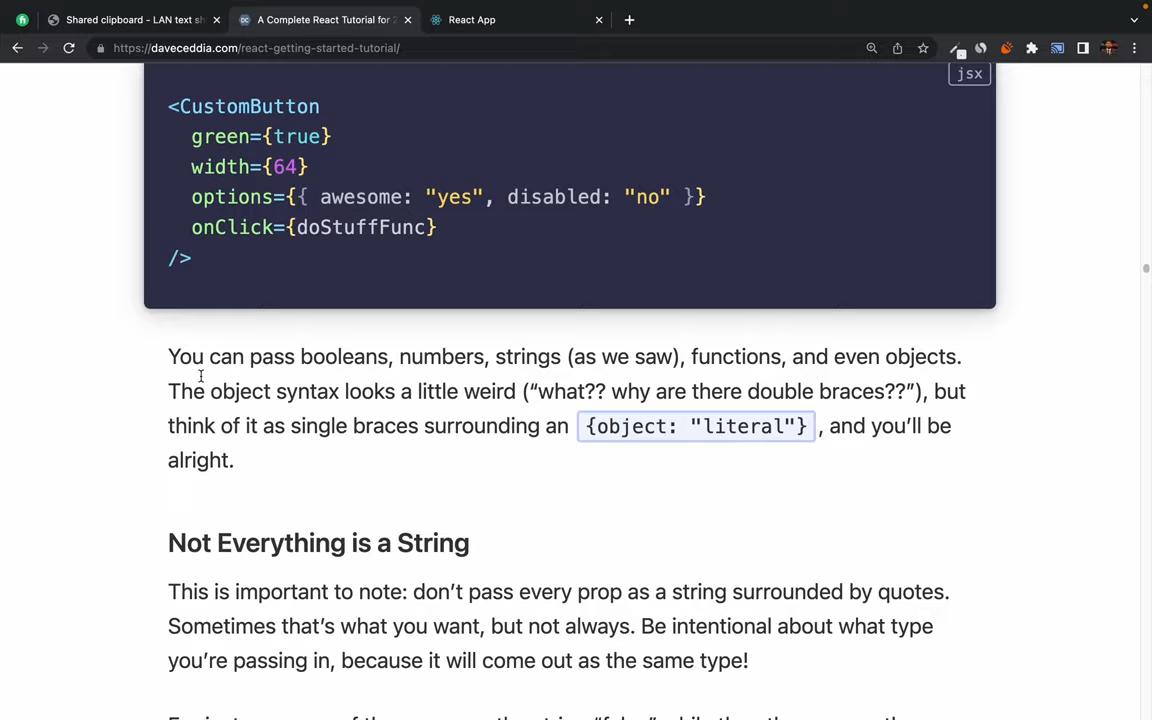 Shared clipboard - LAN text sh
A Complete React Tutorial for 2
React App
https://daveceddia.com/react-getting-started-tutorial/
jsx
<CustomButton
green={true}
width={64}
options={{ awesome: "yes", disabled: "no" }}
onClick={doStuffFunc}
/>
You can pass booleans, numbers, strings (as we saw), functions, and even objects.
The object syntax looks a little weird (“what?? why are there double braces??”), but
think of it as single braces surrounding an {object: "literal"} , and you’ll be
alright.
Not Everything is a String
This is important to note: don’t pass every prop as a string surrounded by quotes.
Sometimes that’s what you want, but not always. Be intentional about what type
you’re passing in, because it will come out as the same type!